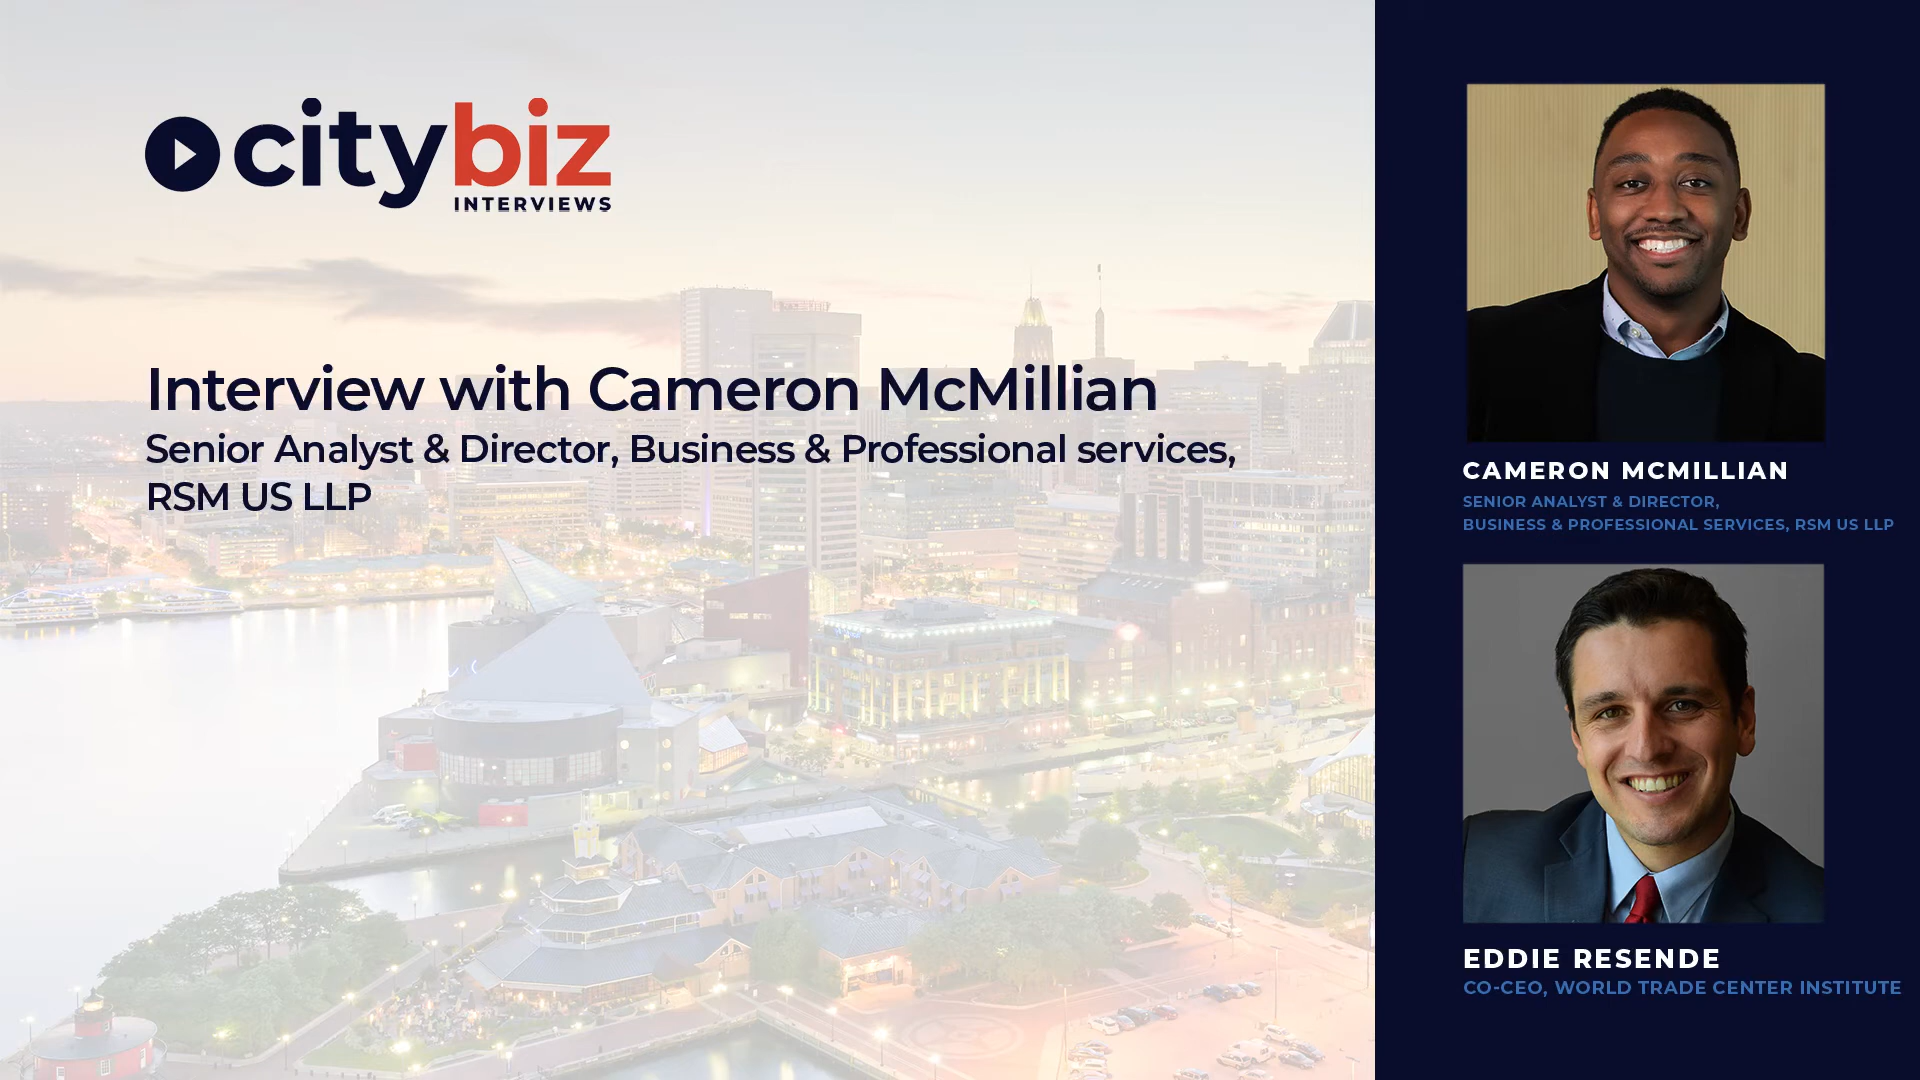 citybiz
INTERVIEWS
Interview with Cameron McMillian
Senior Analyst & Director, Business & Professional services,
RSM US LLP
CAMERON MCMILLIAN
SENIOR ANALYST & DIRECTOR,
BUSINESS & PROFESSIONAL SERVICES, RSM US LLP
EDDIE RESENDE
CO-CEO, WORLD TRADE CENTER INSTITUTE